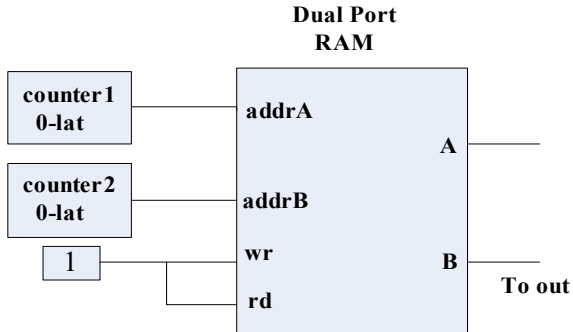 Dual Port
RAM
counter1
0-lat
addrA
A
counter2
0-lat
addrB
1
wr
B
rd
To out